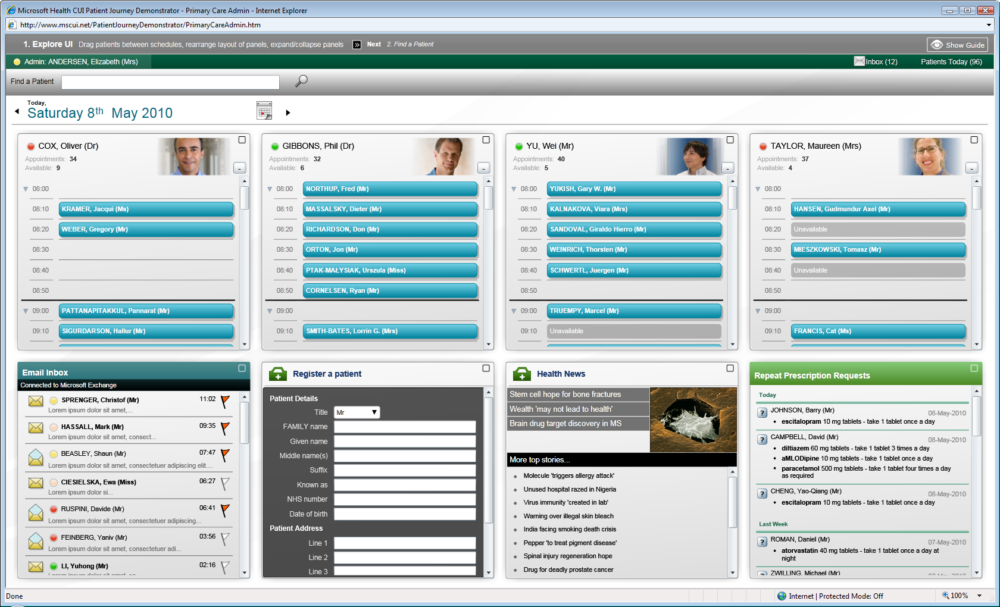 Microsoft Health CUI Patient Journey Demonstrator - Primary Care Admin - Internet Explorer
http://www.mscui.net/PatientJourneyDemonstrator/PrimaryCareAdmin.htm
1. Explore UI Drag patients between schedules, rearrange layout of panels, expand/collapse panels » Next 2. Find a Patient
Show Guide
Admin: ANDERSEN, Elizabeth (Mrs)
Inbox (12) Patients Today (96)
Find a Patient
Today,
Saturday 8th May 2010
COX, Oliver (Dr)
Appointments: 34
Available: 9
-
08:00
08:10 KRAMER, Jacqui (Ms)
08:20 WEBER, Gregory (Mr)
08:30
08:40
08:50
09:00 PATTANAPITAKKUL, Pannarat (Mr)
09:10 SIGURDARSON, Hallur (Mr)
GIBBONS, Phil (Dr)
Appointments: 32
Available: 6
-
08:00 NORTHUP, Fred (Mr)
08:10 MASSALSKY, Dieter (Mr)
08:20 RICHARDSON, Don (Mr)
08:30 ORTON, Jon (Mr)
08:40 PTAK-MAŁYSIAK, Urszula (Miss)
08:50 CORNELSEN, Ryan (Mr)
09:00
09:10 SMITH-BATES, Lorrin G. (Mrs)
YU, Wei (Mr)
Appointments: 40
Available: 5
-
08:00 YUKISH, Gary W. (Mr)
08:10 KALNAKOVA, Viara (Mrs)
08:20 SANDOVAL, Giraldo Hierro (Mr)
08:30 WEINRICH, Thorsten (Mr)
08:40 SCHWERTL, Juergen (Mr)
08:50
09:00 TRUEMPY, Marcel (Mr)
09:10 Unavailable
TAYLOR, Maureen (Mrs)
Appointments: 37
Available: 4
-
08:00
08:10 HANSEN, Gudmundur Axel (Mr)
08:20 Unavailable
08:30 MIESZKOWSKI, Tomasz (Mr)
08:40 Unavailable
08:50
09:00
09:10 FRANCIS, Cat (Ms)
Email Inbox
Connected to Microsoft Exchange
SPRENGER, Christof (Mr) 11:02
Lorem ipsum dolor sit amet,...
HASSALL, Mark (Mr) 09:35
Lorem ipsum dolor sit amet, consect...
BEASLEY, Shaun (Mr) 07:47
Lorem ipsum dolor sit amet, consectetuer adipiscing elit....
CIESIELSKA, Ewa (Miss) 06:27
Lorem ipsum dolor si...
RUSPINI, Davide (Mr) 06:41
Lorem ipsum dolor sit amet, consectetuer adipiscing...
FEINBERG, Yaniv (Mr) 03:56
Lorem ipsum dolor sit amet, consectetuer adi...
LI, Yuhong (Mr) 02:16
Lorem ipsum dolor sit amet, co...
Register a patient
Patient Details
Title Mr
FAMILY name
Given name
Middle name(s)
Suffix
Known as
NHS number
Date of birth
Patient Address
Line 1
Line 2
Line 3
Health News
Stem cell hope for bone fractures
Wealth 'may not lead to health'
Brain drug target discovery in MS
More top stories...
Molecule 'triggers allergy attack'
Unused hospital razed in Nigeria
Virus immunity 'created in lab'
Warning over illegal skin bleach
India facing smoking death crisis
Pepper 'to treat pigment disease'
Spinal injury regeneration hope
Drug for deadly prostate cancer
Repeat Prescription Requests
Today
? JOHNSON, Barry (Mr) 08-May-2010
• escitalopram 10 mg tablets - take 1 tablet once a day
? CAMPBELL, David (Mr) 08-May-2010
• diltiazem 60 mg tablets - take 1 tablet 3 times a day
• aMLODipine 10 mg tablets - take 1 tablet once a day
• paracetamol 500 mg tablets - take 1 tablet four times a day
as required
? CHENG, Yao-Qiang (Mr) 08-May-2010
• escitalopram 10 mg tablets - take 1 tablet once a day
Last Week
? ROMAN, Daniel (Mr) 07-May-2010
• atorvastatin 40 mg tablets - take 1 tablet once a day at
night
? ZWILLING, Michael (Mr) 07-May-2010
Done
Internet | Protected Mode: Off
100%